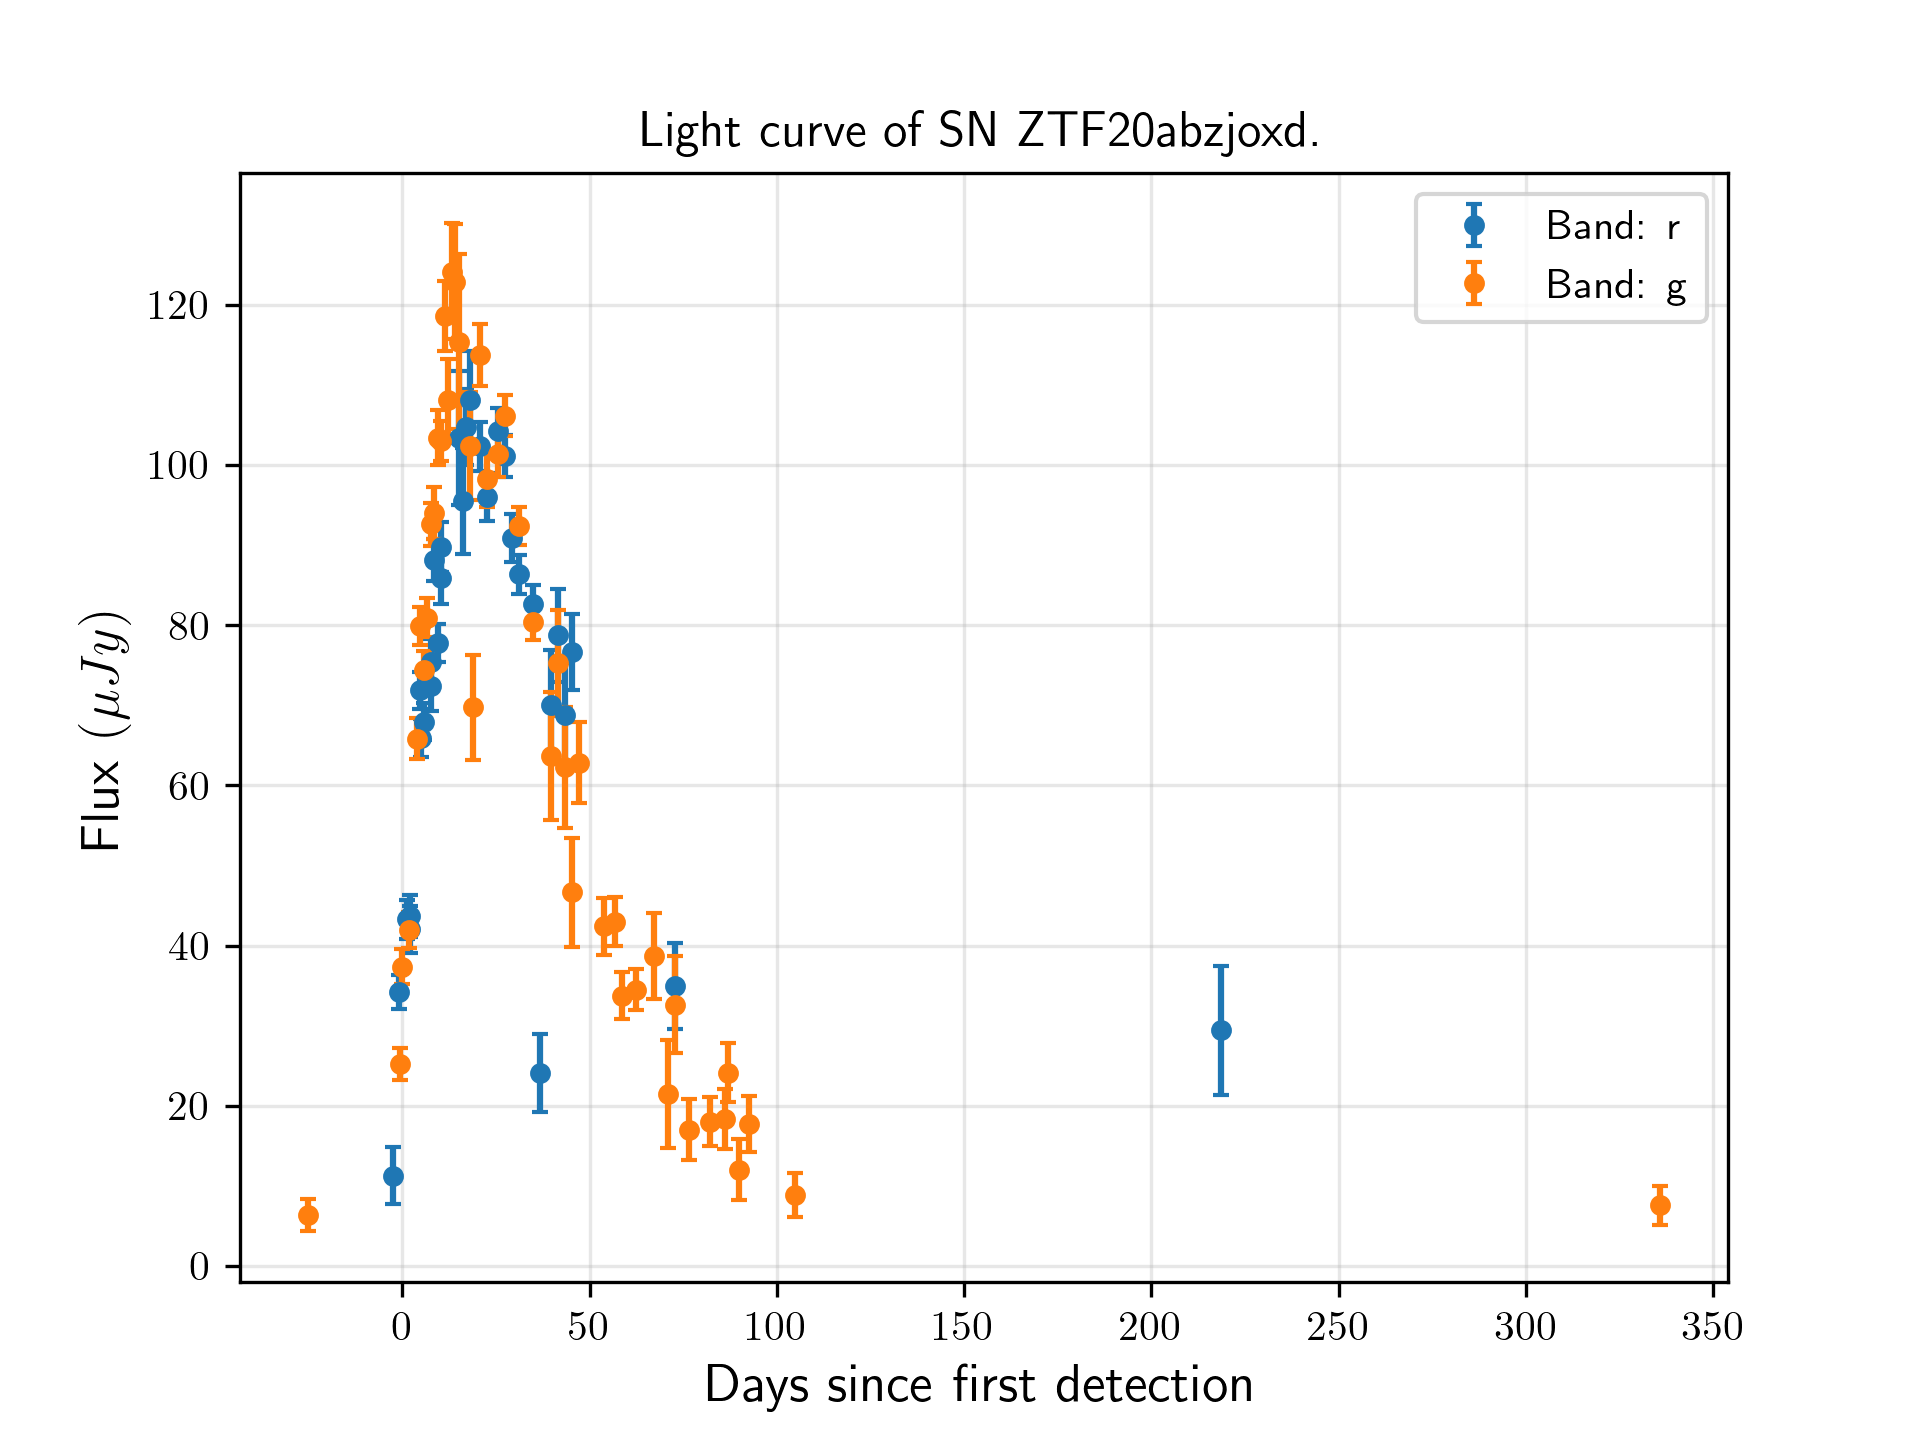 Light curve of SN ZTF20abzjoxd.
Band: r
Band: g
120
100
80
60
40
20
0
Flux (μJy)
0 50 100 150 200 250 300 350
Days since first detection